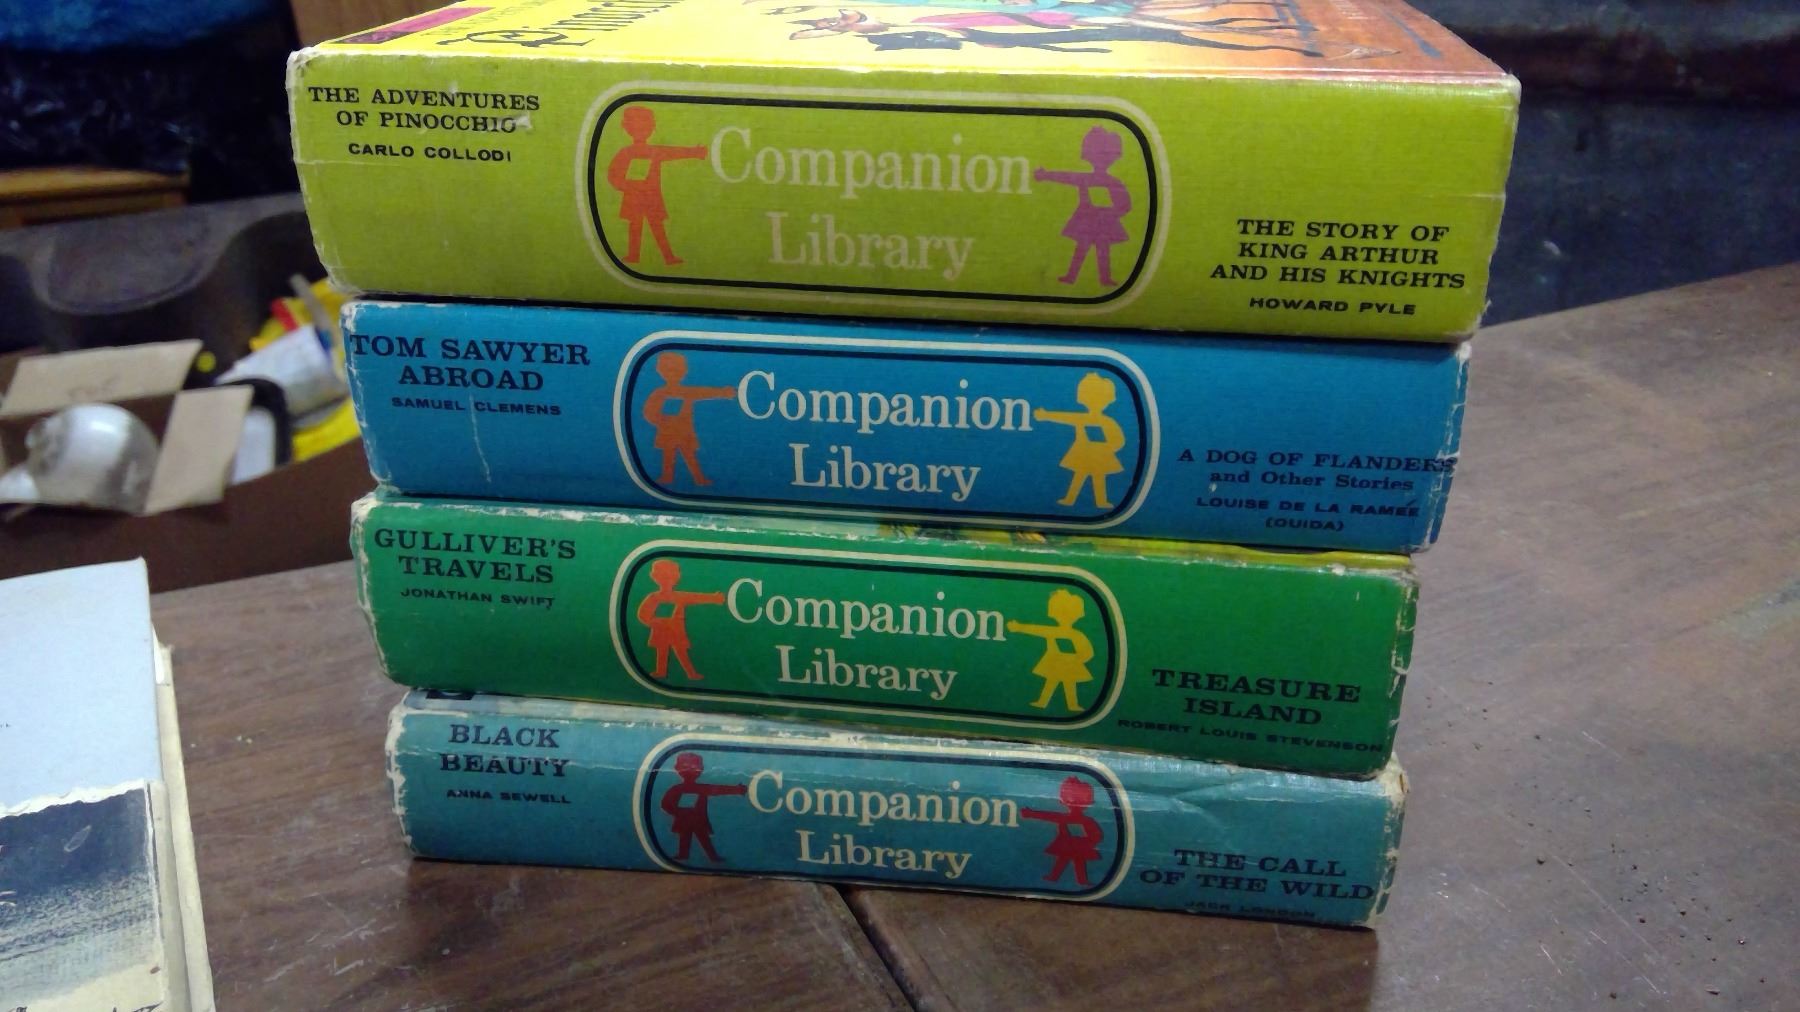 Pinocchio
THE ADVENTURES
OF PINOCCHIO
CARLO COLLODI
Companion
Library
THE STORY OF
KING ARTHUR
AND HIS KNIGHTS
HOWARD PYLE
TOM SAWYER
ABROAD
SAMUEL CLEMENS
Companion
Library
A DOG OF FLANDERS
and Other Stories
LOUISE DE LA RAMEE
(OUIDA)
GULLIVER'S
TRAVELS
JONATHAN SWIFT
Companion
Library
TREASURE
ISLAND
ROBERT LOUIS STEVENSON
BLACK
BEAUTY
ANNA SEWELL
Companion
Library
THE CALL
OF THE WILD
JACK LONDON